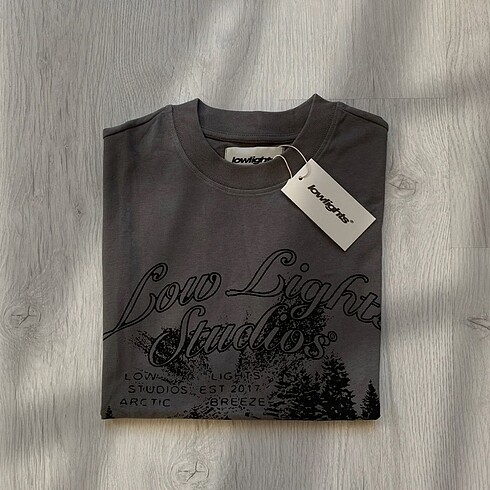 lowlights
lowlights®
Low Lights
Studios®
LOW LIGHTS
STUDIOS EST 2017
ARCTIC BREEZE